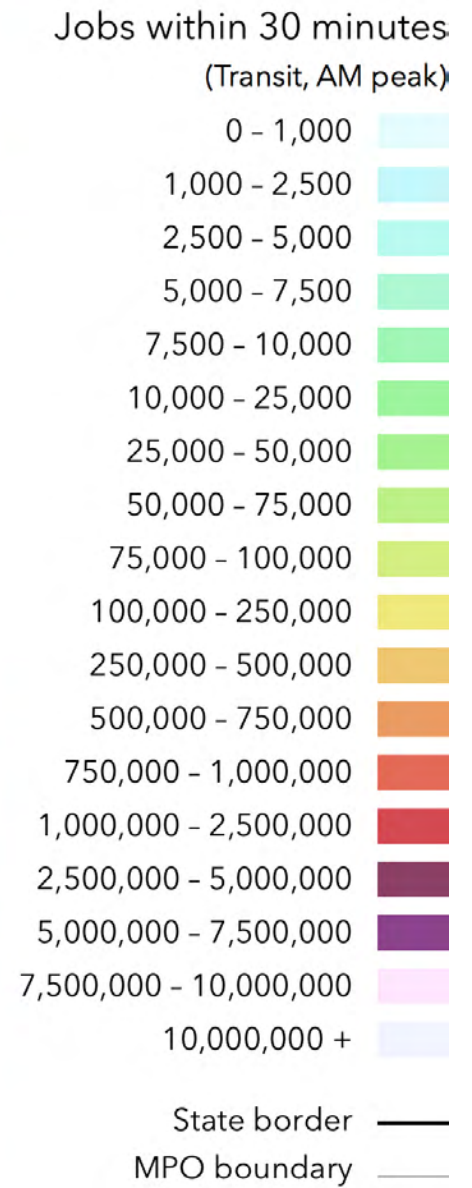 Jobs within 30 minutes
(Transit, AM peak)
0 – 1,000
1,000 – 2,500
2,500 – 5,000
5,000 – 7,500
7,500 – 10,000
10,000 – 25,000
25,000 – 50,000
50,000 – 75,000
75,000 – 100,000
100,000 – 250,000
250,000 – 500,000
500,000 – 750,000
750,000 – 1,000,000
1,000,000 – 2,500,000
2,500,000 – 5,000,000
5,000,000 – 7,500,000
7,500,000 – 10,000,000
10,000,000 +
State border
MPO boundary